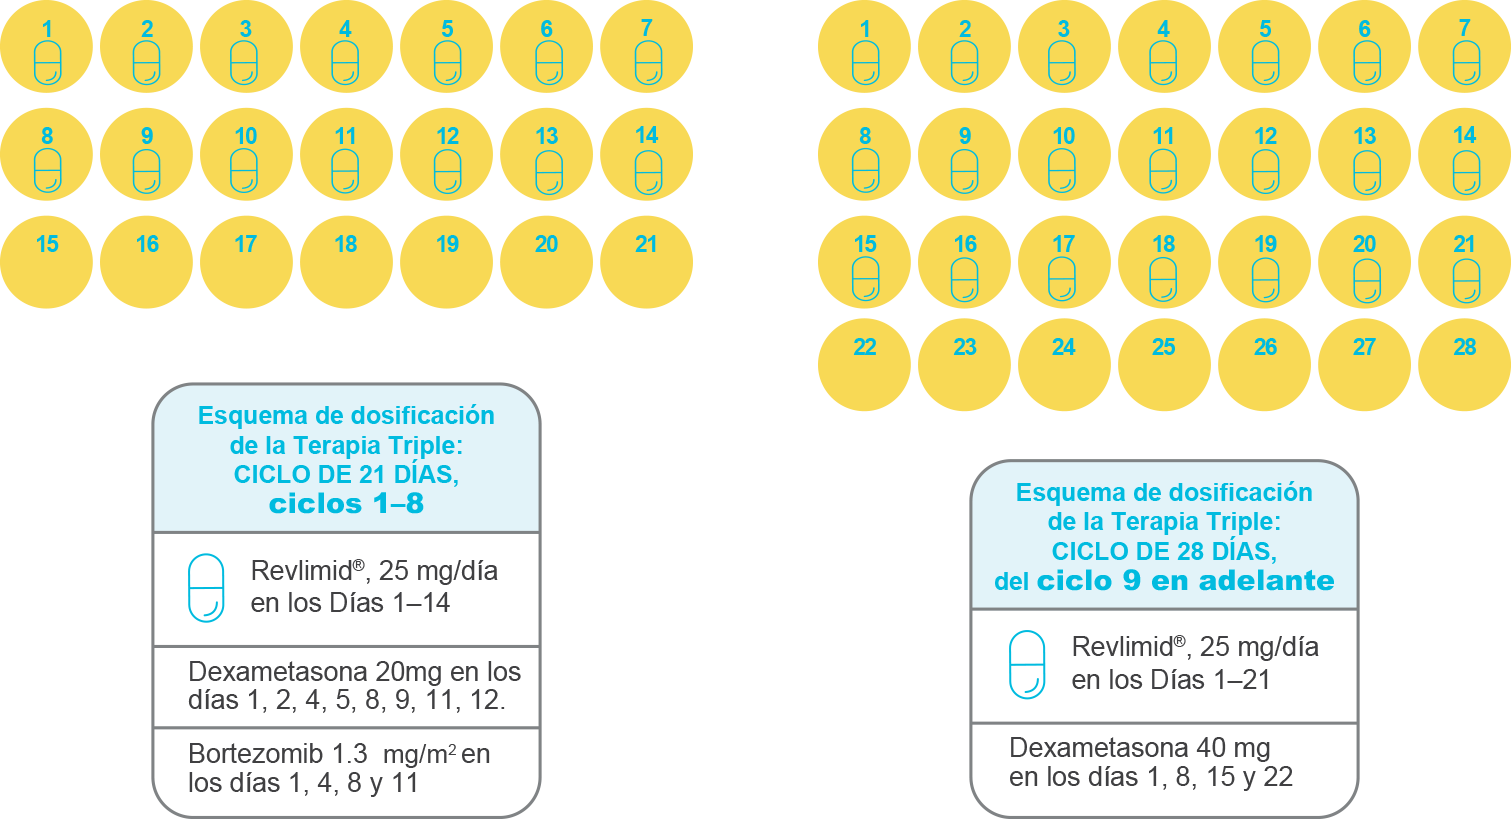 1 2 3 4 5 6 7
8 9 10 11 12 13 14
15 16 17 18 19 20 21
Esquema de dosificación
de la Terapia Triple:
CICLO DE 21 DÍAS,
ciclos 1–8
Revlimid®, 25 mg/día
en los Días 1–14
Dexametasona 20mg en los
días 1, 2, 4, 5, 8, 9, 11, 12.
Bortezomib 1.3 mg/m² en
los días 1, 4, 8 y 11
1 2 3 4 5 6 7
8 9 10 11 12 13 14
15 16 17 18 19 20 21
22 23 24 25 26 27 28
Esquema de dosificación
de la Terapia Triple:
CICLO DE 28 DÍAS,
del ciclo 9 en adelante
Revlimid®, 25 mg/día
en los Días 1–21
Dexametasona 40 mg
en los días 1, 8, 15 y 22